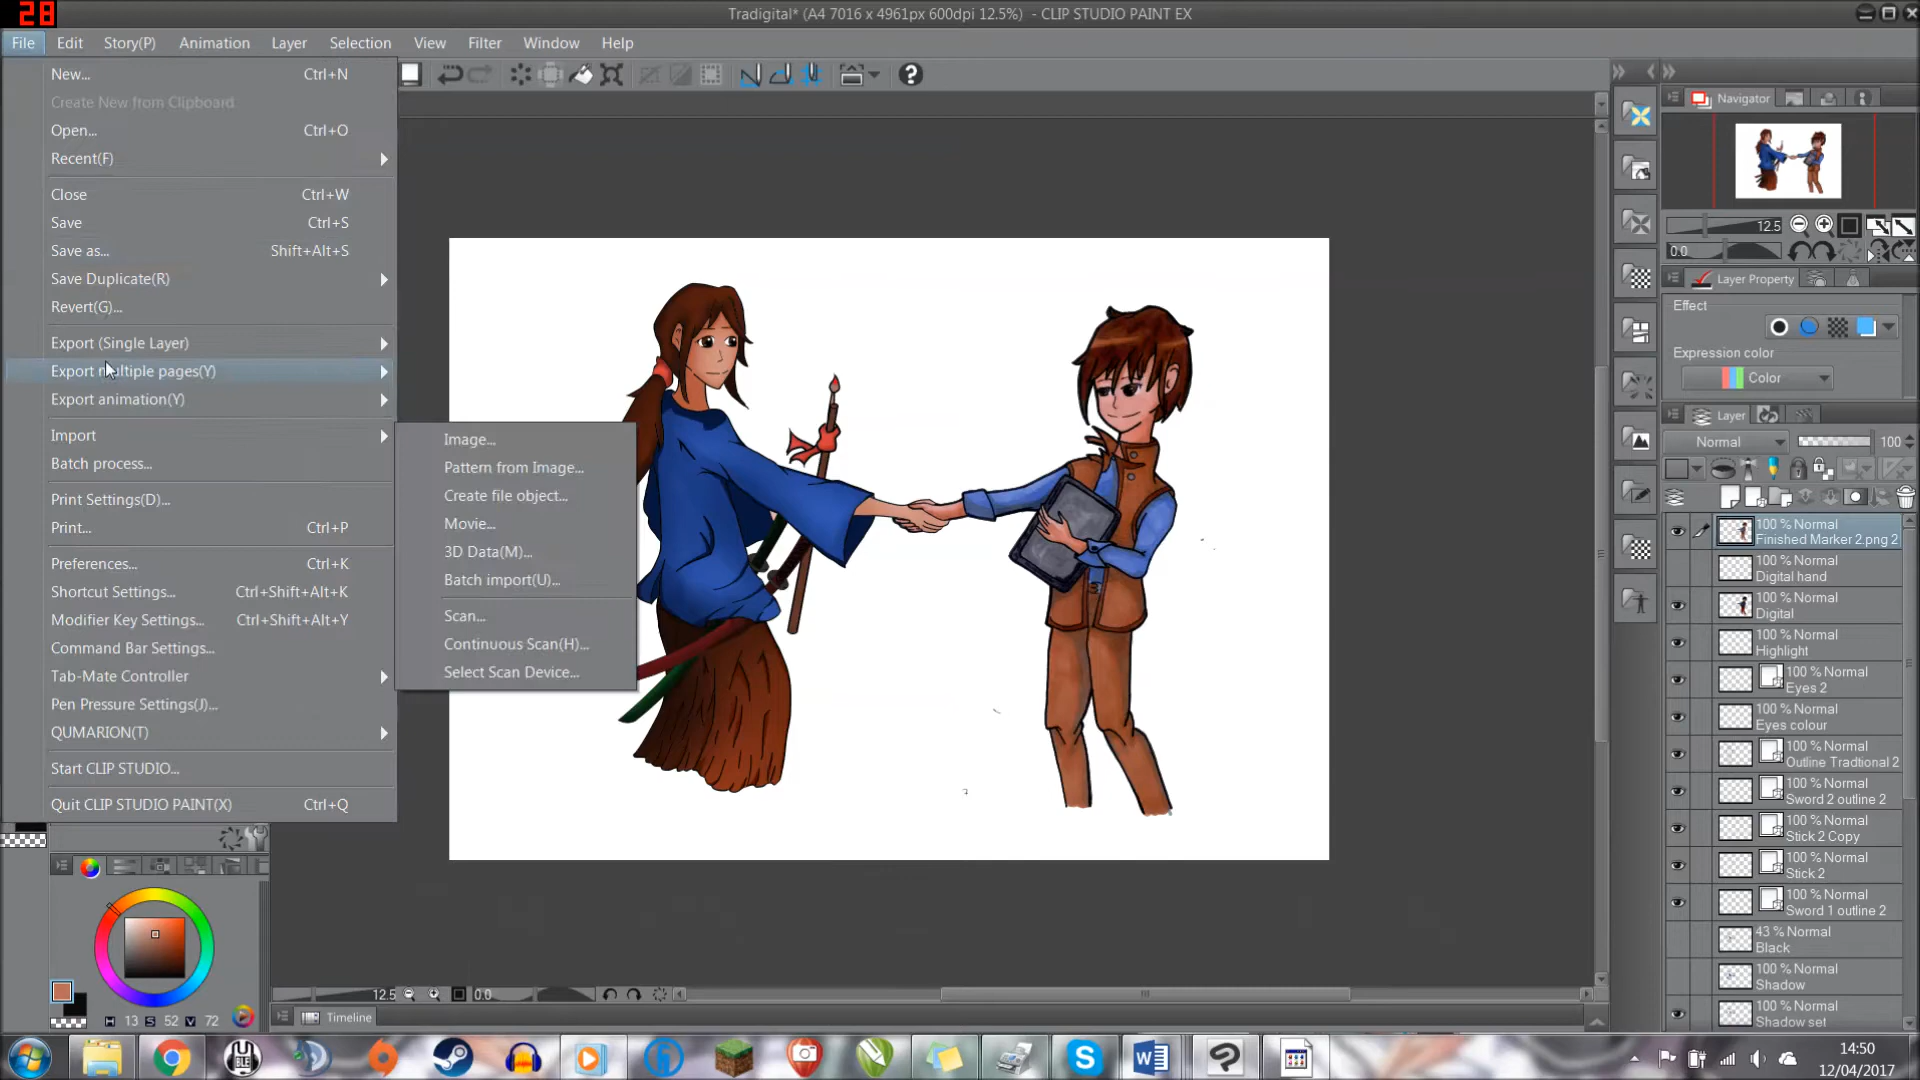 28
Tradigital* (A4 7016 x 4961px 600dpi 12.5%) - CLIP STUDIO PAINT EX
File Edit Story(P) Animation Layer Selection View Filter Window Help
New... Ctrl+N
Create New from Clipboard
Open... Ctrl+O
Recent(F)
Close Ctrl+W
Save Ctrl+S
Save as... Shift+Alt+S
Save Duplicate(R)
Revert(G)...
Export (Single Layer)
Export multiple pages(Y)
Export animation(Y)
Import
Batch process...
Print Settings(D)...
Print... Ctrl+P
Preferences... Ctrl+K
Shortcut Settings... Ctrl+Shift+Alt+K
Modifier Key Settings... Ctrl+Shift+Alt+Y
Command Bar Settings...
Tab-Mate Controller
Pen Pressure Settings(J)...
QUMARION(T)
Start CLIP STUDIO...
Quit CLIP STUDIO PAINT(X) Ctrl+Q
Image...
Pattern from Image...
Create file object...
Movie...
3D Data(M)...
Batch import(U)...
Scan...
Continuous Scan(H)...
Select Scan Device...
Navigator
12.5
0.0
Layer Property
Effect
Expression color
Color
Layer
Normal 100
100 % Normal
Finished Marker 2.png 2
100 % Normal
Digital hand
100 % Normal
Digital
100 % Normal
Highlight
100 % Normal
Eyes 2
100 % Normal
Eyes colour
100 % Normal
Outline Tradtional 2
100 % Normal
Sword 2 outline 2
100 % Normal
Stick 2 Copy
100 % Normal
Stick 2
100 % Normal
Sword 1 outline 2
43 % Normal
Black
100 % Normal
Shadow
100 % Normal
Shadow set
12.5 0.0
H 13 S 52 V 72
Timeline
14:50
12/04/2017